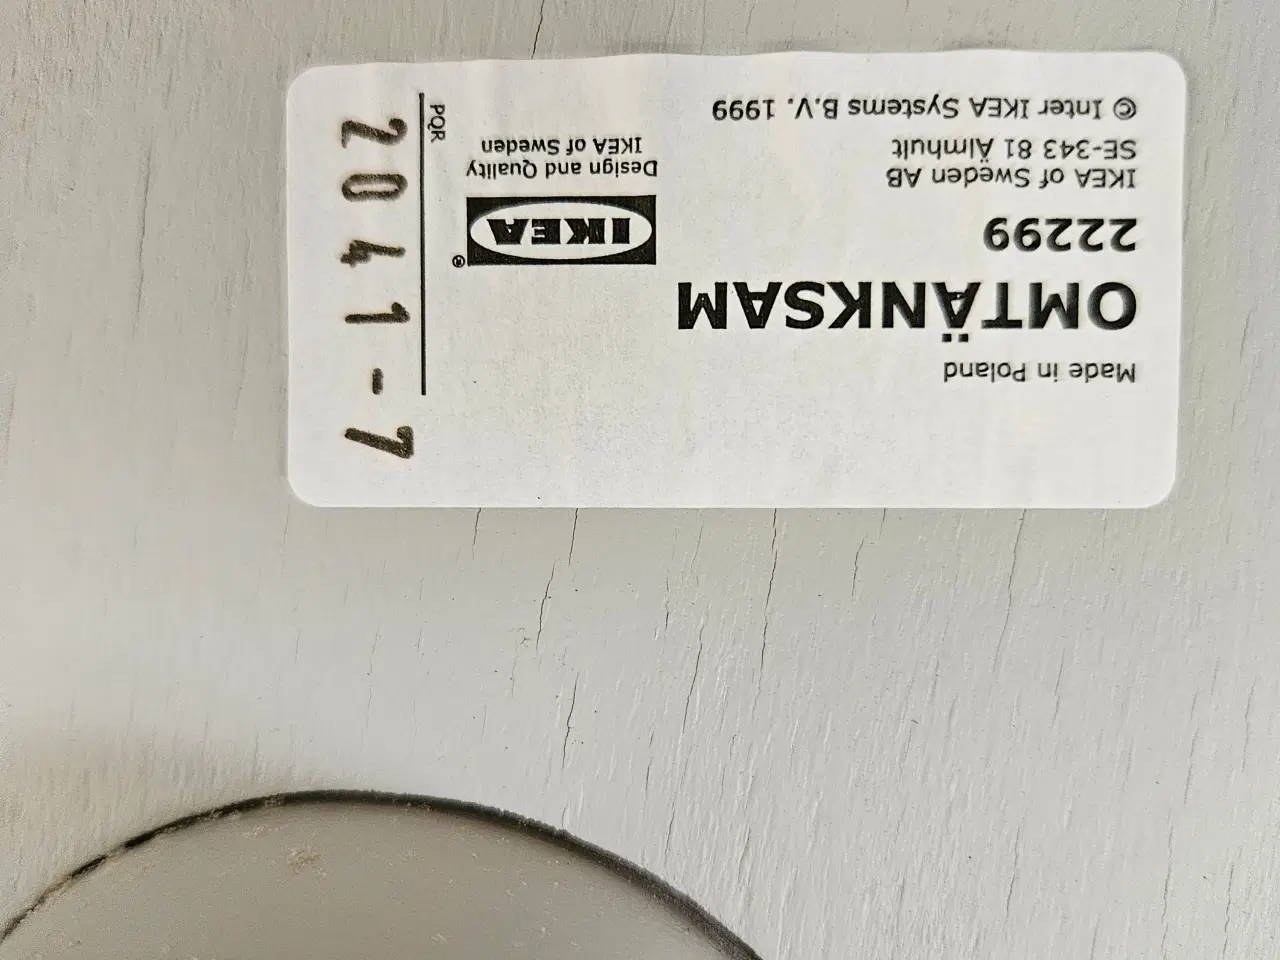 Made in Poland
OMTÄNKSAM
22299
IKEA of Sweden AB
SE-343 81 Älmhult
© Inter IKEA Systems B.V. 1999
IKEA®
Design and Quality
IKEA of Sweden
PQR
2041-7